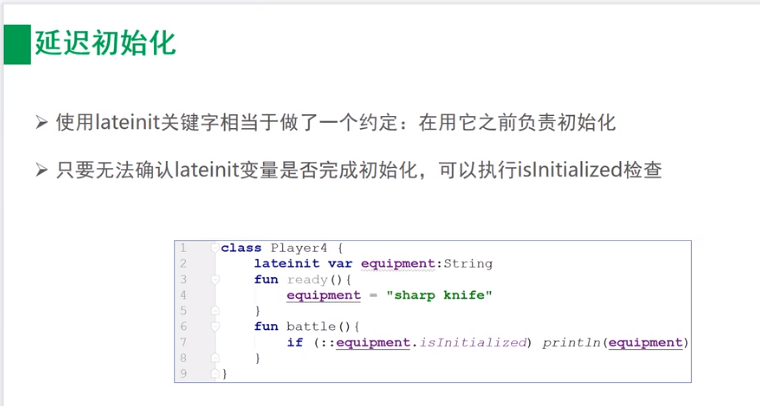 延迟初始化
使用lateinit关键字相当于做了一个约定：在用它之前负责初始化
只要无法确认lateinit变量是否完成初始化，可以执行isInitialized检查
1 class Player4 {
2 lateinit var equipment:String
3 fun ready(){
4 equipment = "sharp knife"
5 }
6 fun battle(){
7 if (::equipment.isInitialized) println(equipment)
8 }
9 }